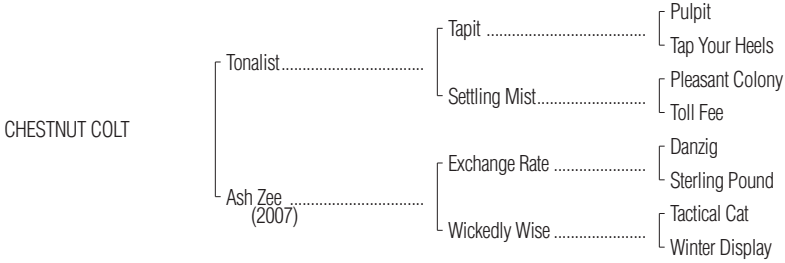 Pulpit
Tapit ......................................
Tap Your Heels
Tonalist..................................
Pleasant Colony
Settling Mist..........................
Toll Fee
CHESTNUT COLT
Danzig
Exchange Rate ......................
Sterling Pound
Ash Zee ................................
(2007)
Tactical Cat
Wickedly Wise ......................
Winter Display